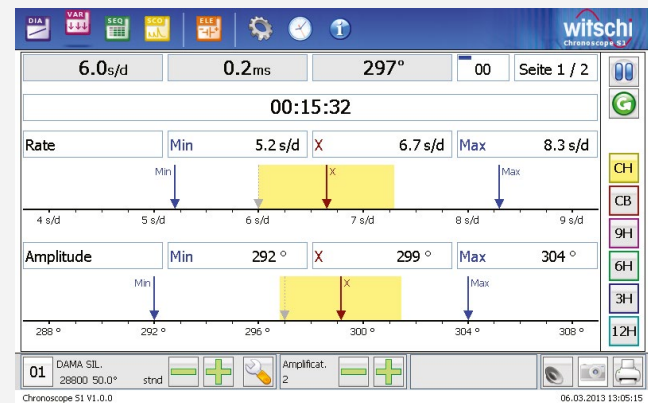 DIA VAR SEQ SCO ELE
witschi
Chronoscope S1
6.0s/d 0.2ms 297° 00 Seite 1 / 2
00:15:32
Rate Min 5.2 s/d X 6.7 s/d Max 8.3 s/d
Min X Max
4 s/d 5 s/d 6 s/d 7 s/d 8 s/d 9 s/d
Amplitude Min 292 ° X 299 ° Max 304 °
Min X Max
288 ° 292 ° 296 ° 300 ° 304 ° 308 °
CH
CB
9H
6H
3H
12H
01 DAMA SIL.
28800 50.0° stnd
Amplificat.
2
Chronoscope S1 V1.0.0 06.03.2013 13:05:15